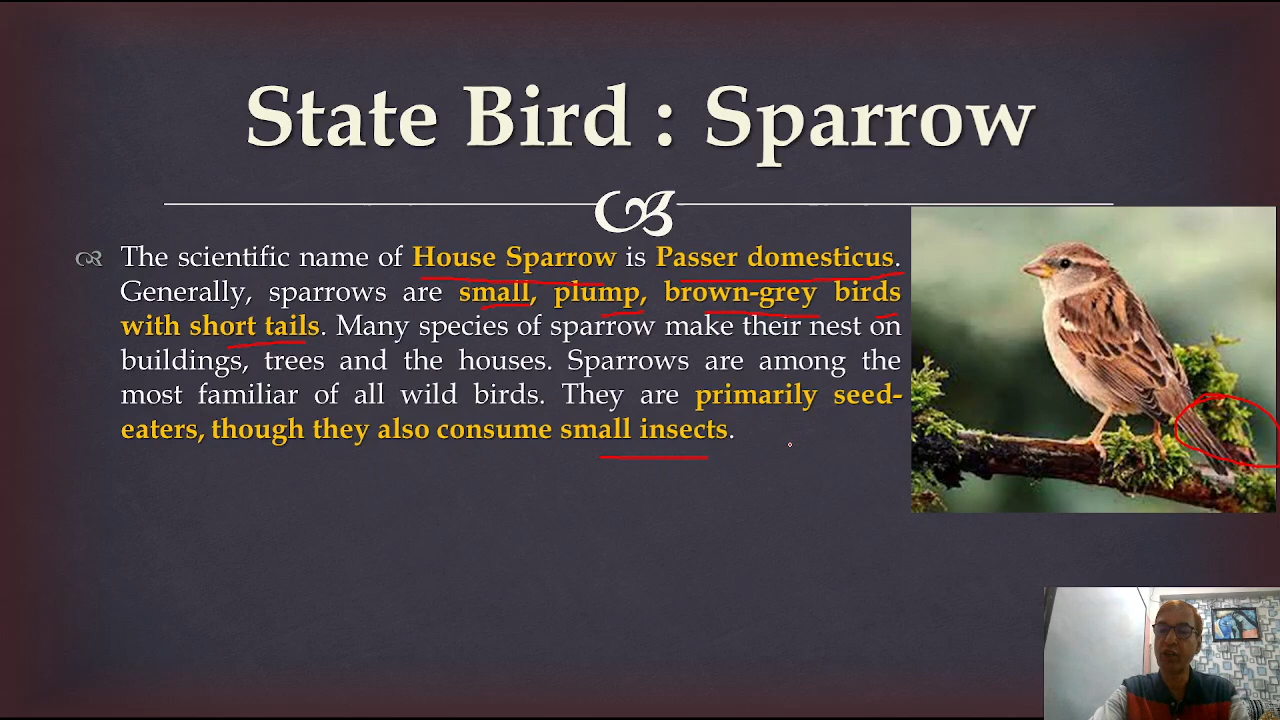 State Bird : Sparrow
The scientific name of House Sparrow is Passer domesticus.
Generally, sparrows are small, plump, brown-grey birds
with short tails. Many species of sparrow make their nest on
buildings, trees and the houses. Sparrows are among the
most familiar of all wild birds. They are primarily seed-
eaters, though they also consume small insects.